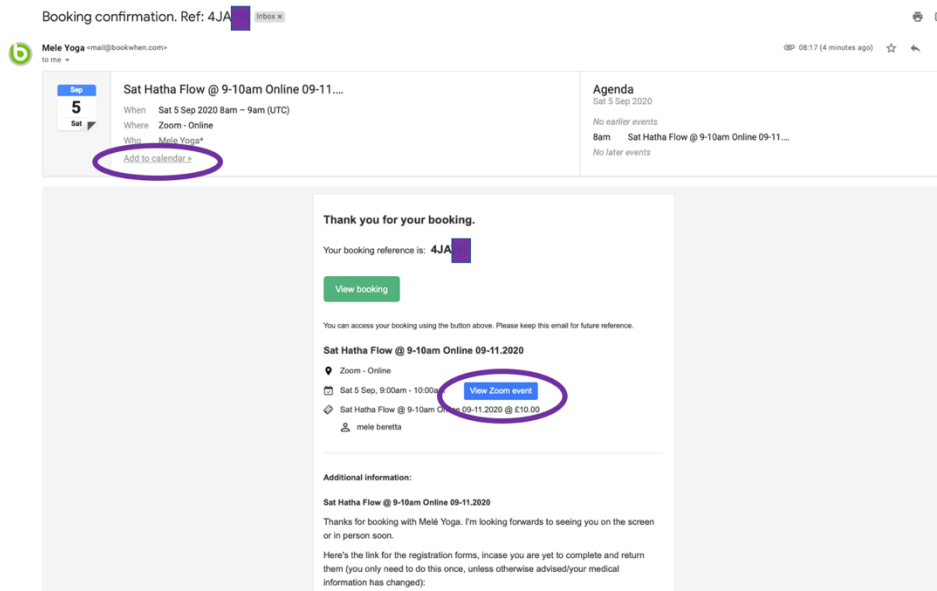 Booking confirmation. Ref: 4JA
Inbox x
Mele Yoga <mail@bookwhen.com>
08:17 (4 minutes ago)
to me
Sep
5
Sat
Sat Hatha Flow @ 9-10am Online 09-11....
When Sat 5 Sep 2020 8am – 9am (UTC)
Where Zoom - Online
Who Mele Yoga*
Add to calendar »
Agenda
Sat 5 Sep 2020
No earlier events
8am Sat Hatha Flow @ 9-10am Online 09-11....
No later events
Thank you for your booking.
Your booking reference is: 4JA
View booking
You can access your booking using the button above. Please keep this email for future reference.
Sat Hatha Flow @ 9-10am Online 09-11.2020
Zoom - Online
Sat 5 Sep, 9:00am - 10:00am View Zoom event
Sat Hatha Flow @ 9-10am Online 09-11.2020 @ £10.00
mele beretta
Additional information:
Sat Hatha Flow @ 9-10am Online 09-11.2020
Thanks for booking with Melé Yoga. I'm looking forwards to seeing you on the screen
or in person soon.
Here's the link for the registration forms, incase you are yet to complete and return
them (you only need to do this once, unless otherwise advised/your medical
information has changed):